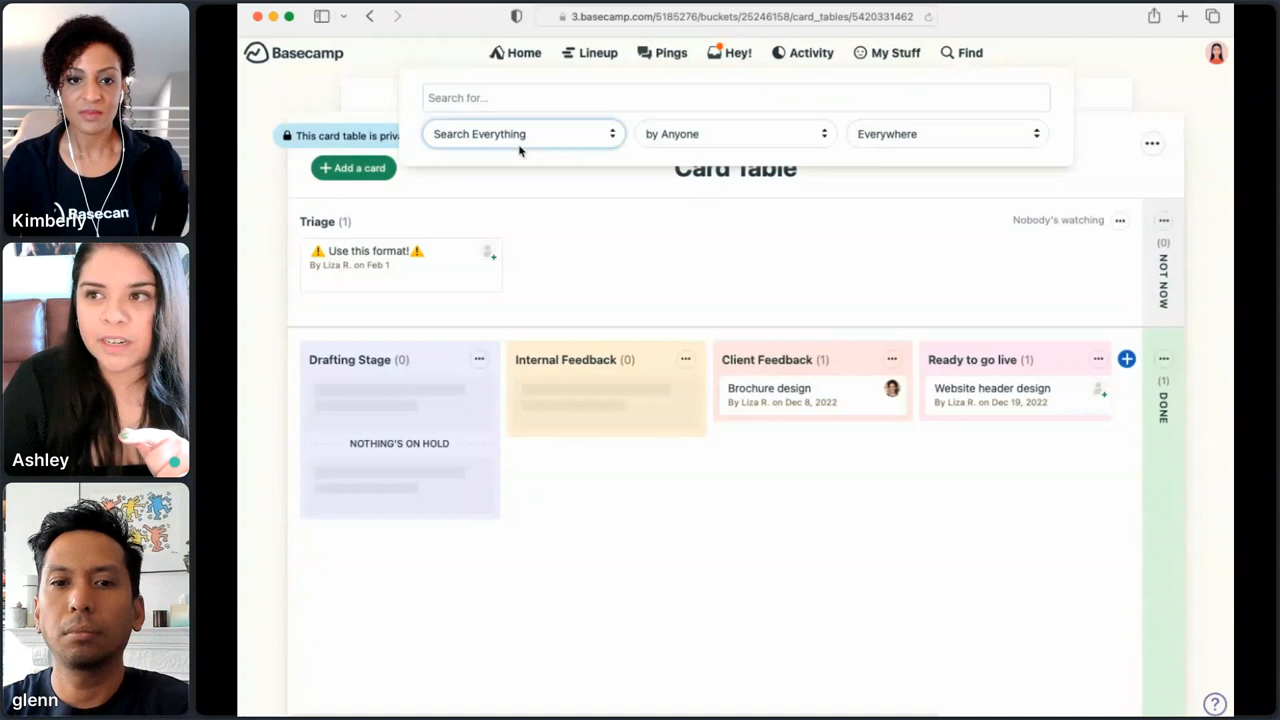 Kimberly
Basecam
Ashley
glenn
3.basecamp.com/5185276/buckets/25246158/card_tables/5420331462
Basecamp
Home
Lineup
Pings
Hey!
Activity
My Stuff
Find
Search for...
Search Everything
by Anyone
Everywhere
This card table is priva
+ Add a card
Card Table
Triage (1)
Nobody's watching
⚠️ Use this format!⚠️
By Liza R. on Feb 1
(0) NOT NOW
Drafting Stage (0)
NOTHING'S ON HOLD
Internal Feedback (0)
Client Feedback (1)
Brochure design
By Liza R. on Dec 8, 2022
Ready to go live (1)
Website header design
By Liza R. on Dec 19, 2022
(1) DONE
?